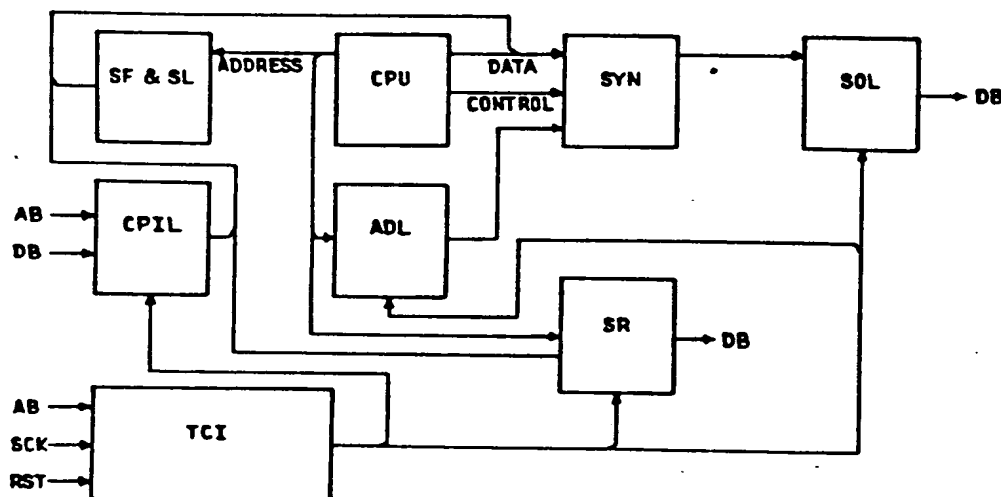 SF & SL
ADDRESS
CPU
DATA
CONTROL
SYN
SOL
DB
AB
DB
CPIL
ADL
SR
DB
AB
SCK
RST
TCI